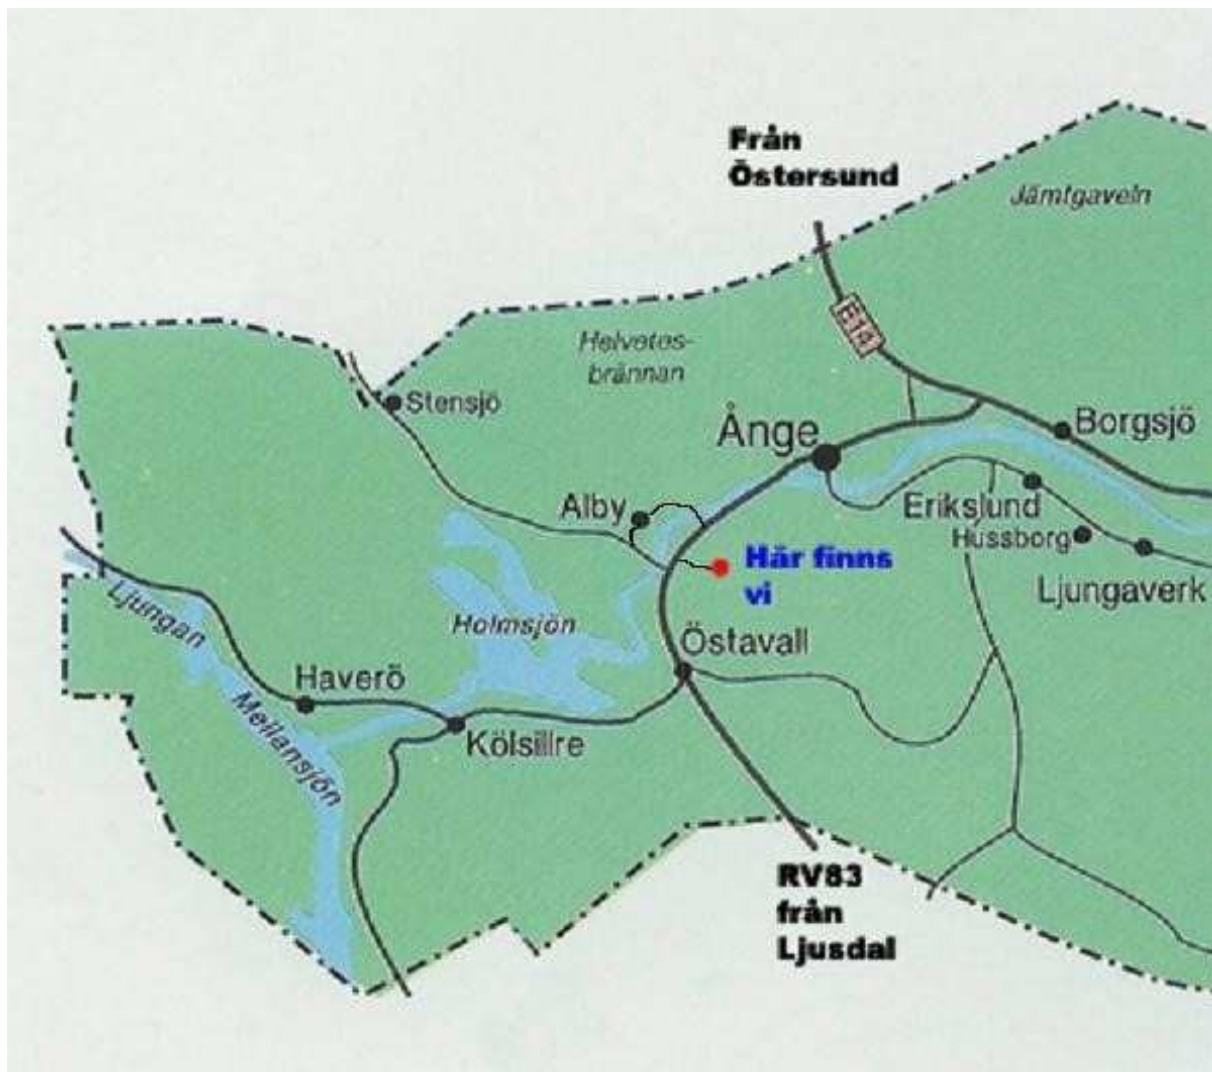 Från
Östersund
Jämtgaveln
E14
Helvetes-
brännan
Stensjö
Ånge
Borgsjö
Alby
Erikslund
Hussborg
Här finns
vi
Ljungaverk
Ljungan
Holmsjön
Östavall
Haverö
Mellansjön
Kölsillre
RV83
från
Ljusdal